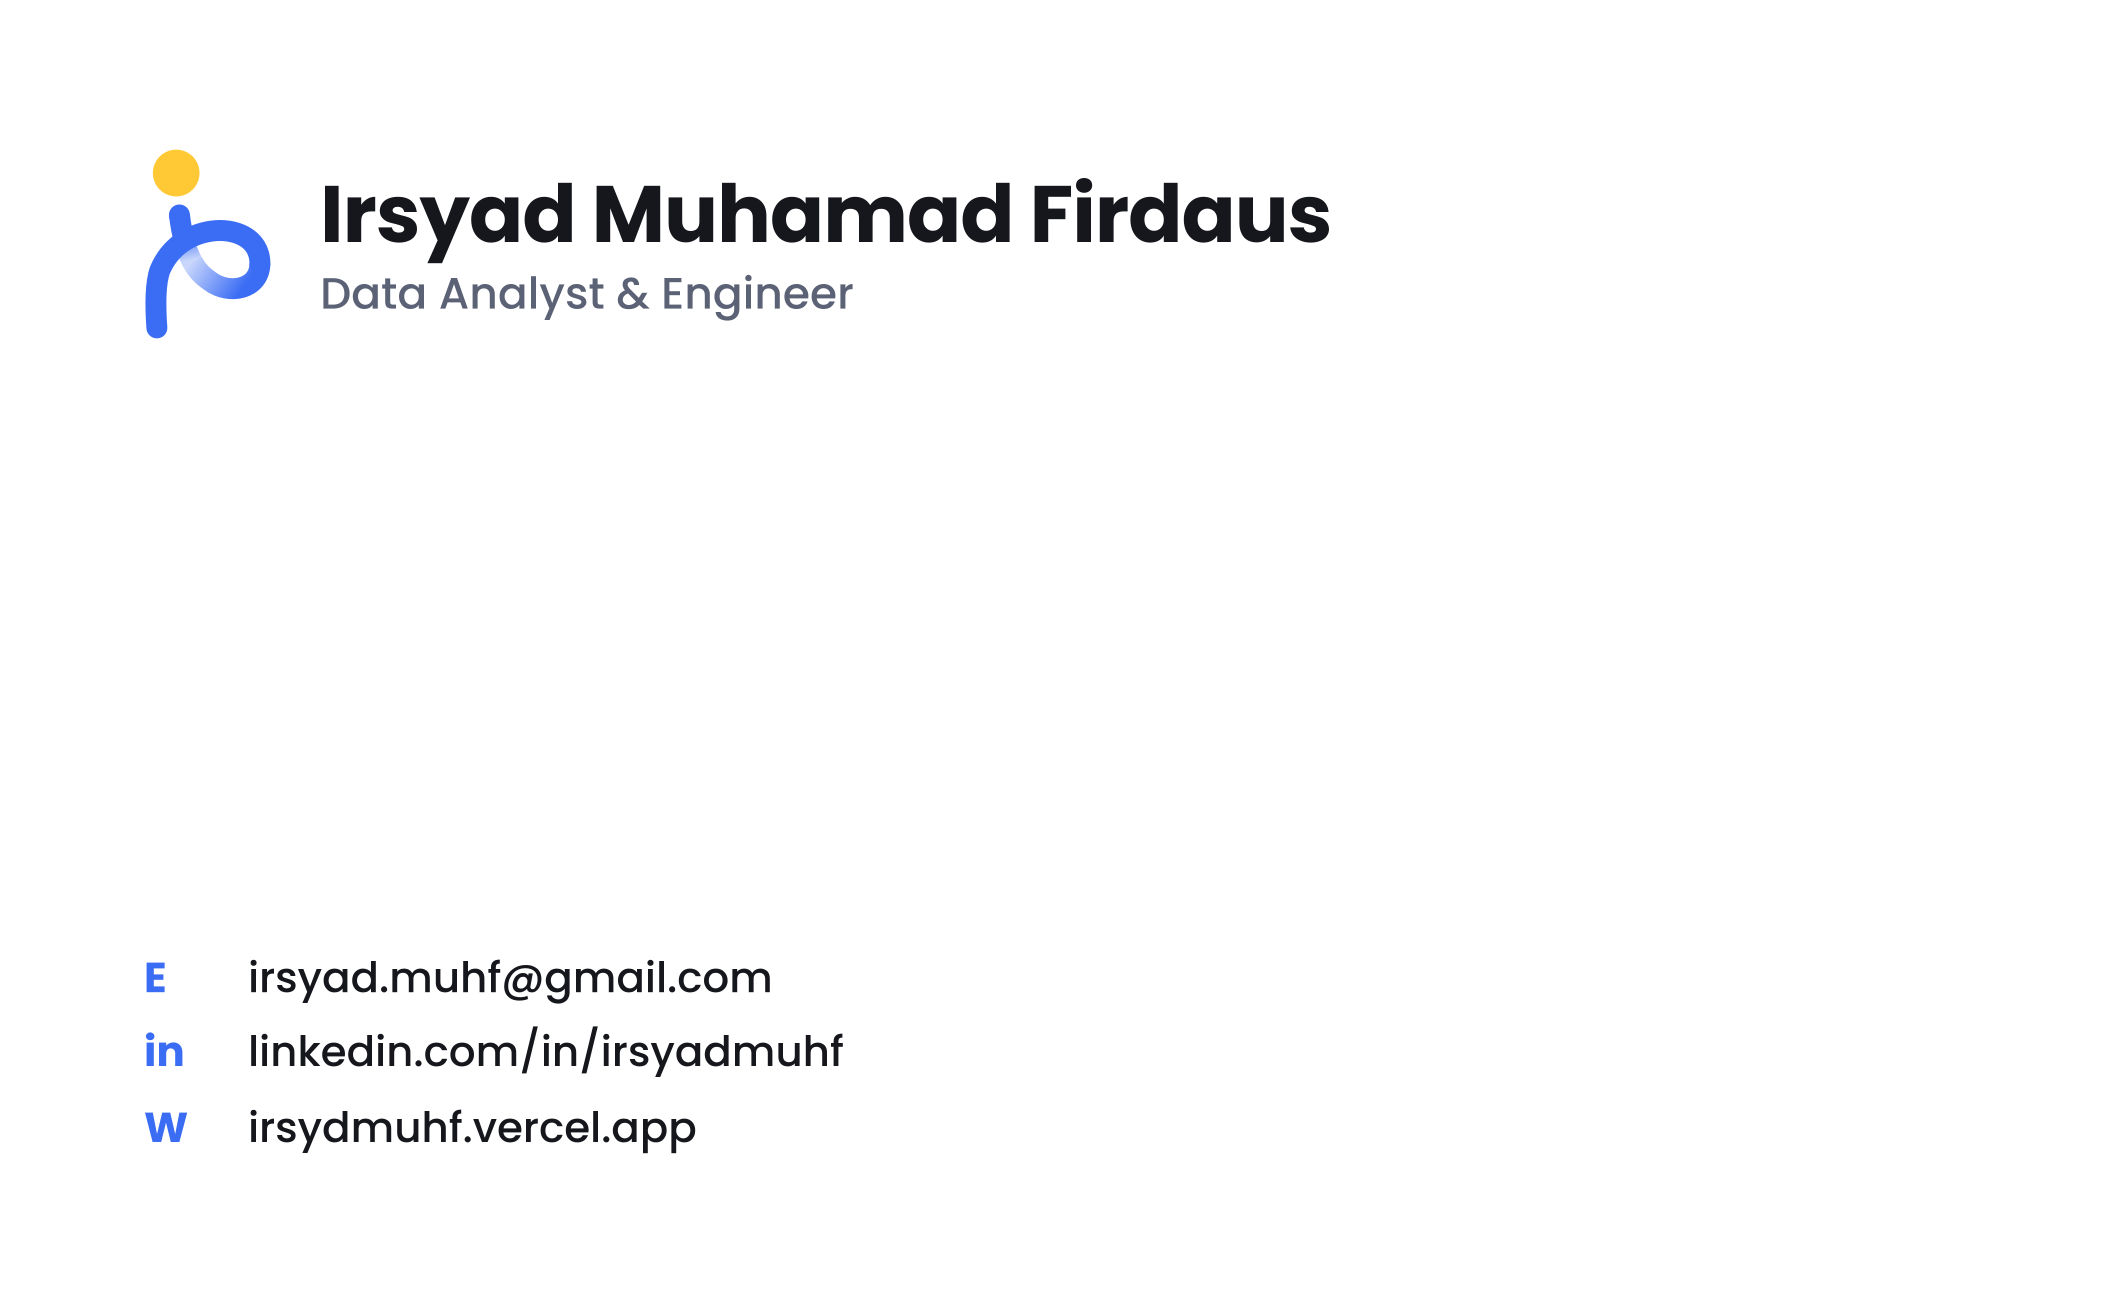 Irsyad Muhamad Firdaus
Data Analyst & Engineer
E irsyad.muhf@gmail.com
in linkedin.com/in/irsyadmuhf
W irsydmuhf.vercel.app